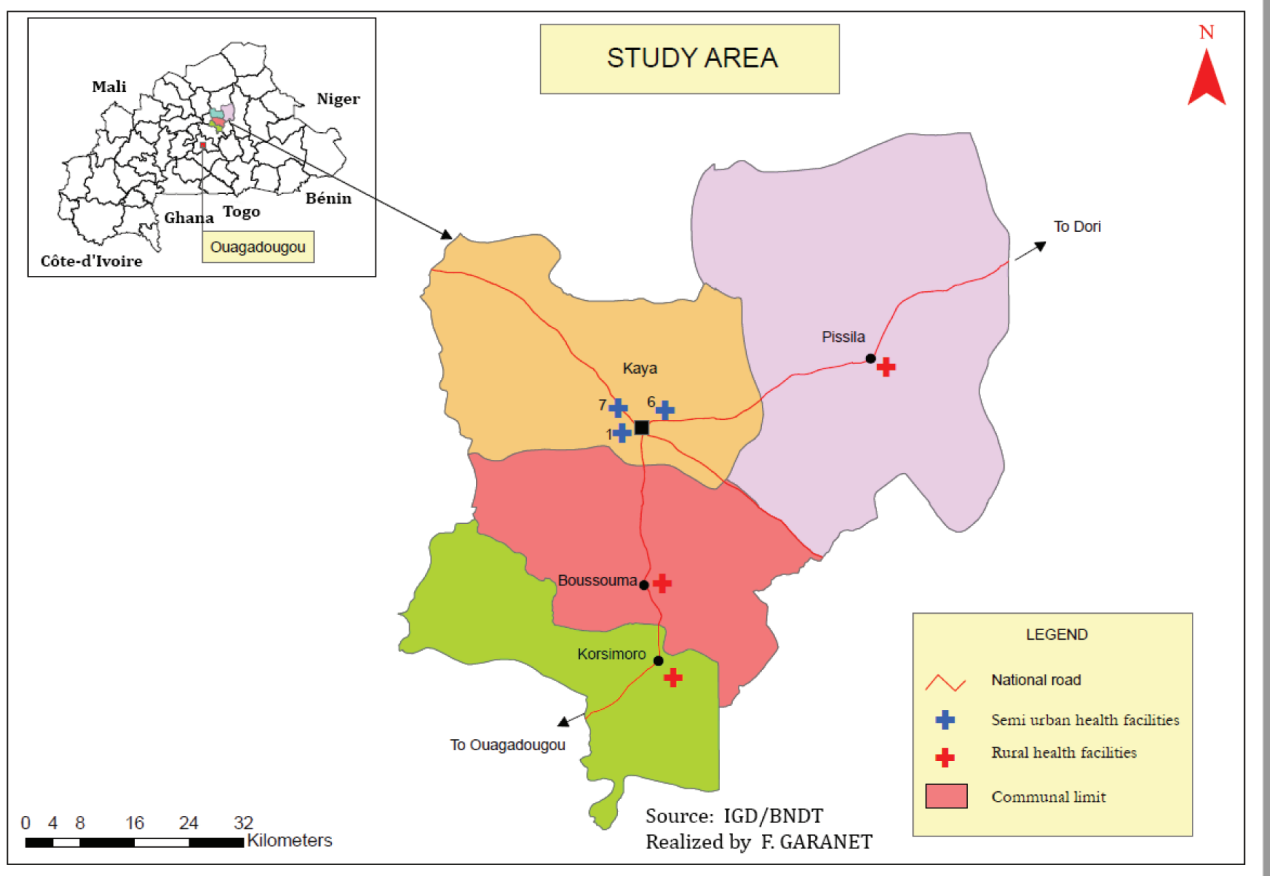 STUDY AREA
N
Mali
Niger
Bénin
Togo
Ghana
Ouagadougou
Côte-d'Ivoire
To Dori
Pissila
Kaya
7
6
1
Boussouma
Korsimoro
To Ouagadougou
LEGEND
National road
Semi urban health facilities
Rural health facilities
Communal limit
0 4 8 16 24 32
Kilometers
Source: IGD/BNDT
Realized by F. GARANET